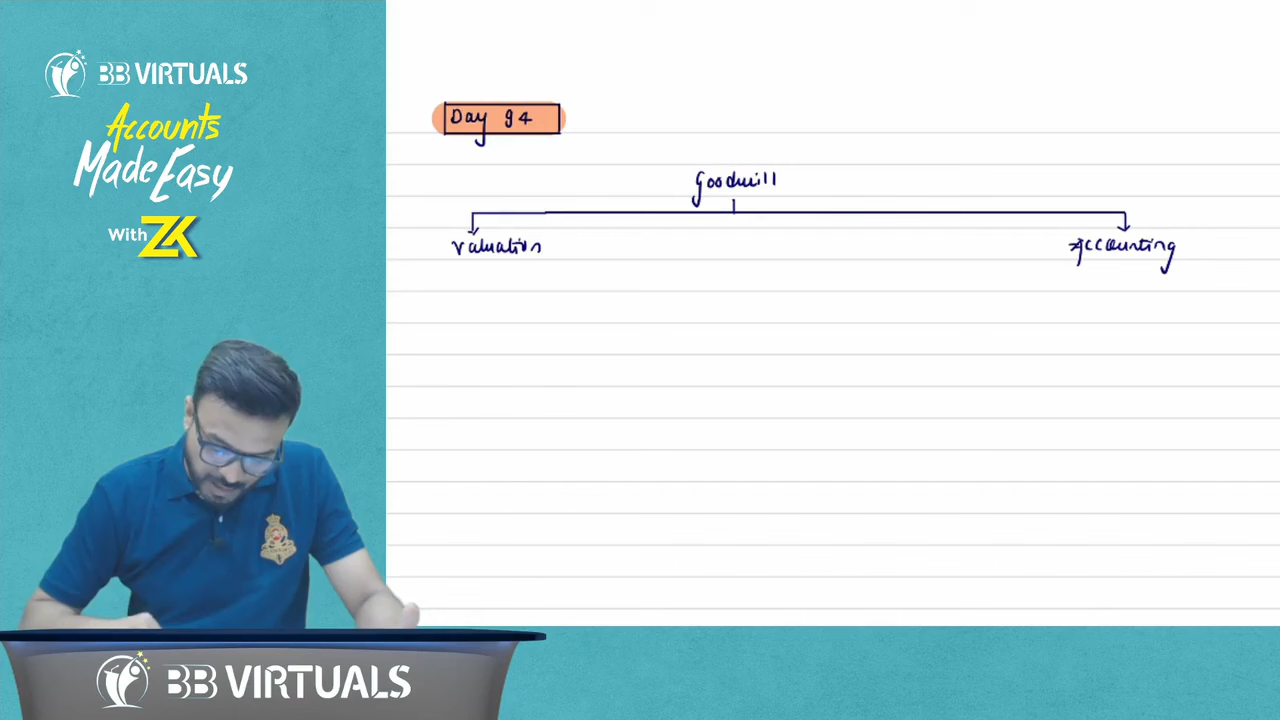 BB VIRTUALS
Accounts
Made Easy
With ZK
Day 94
Goodwill
Valuation
Accounting
BB VIRTUALS